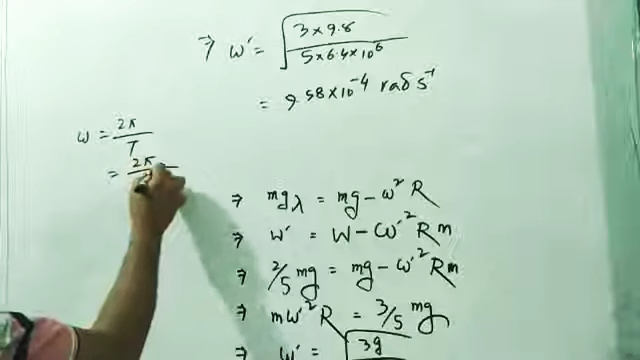 ⇒ ω' = √(3×9.8 / 5×6.4×10⁶)
= 9.58×10⁻⁴ rad s⁻¹
ω = 2π/T
= 2π
⇒ mgλ = mg - ω²R
⇒ W' = W - ω'²Rm
⇒ 2/5 mg = mg - ω'²Rm
⇒ mω'²R = 3/5 mg
⇒ ω' = √3g